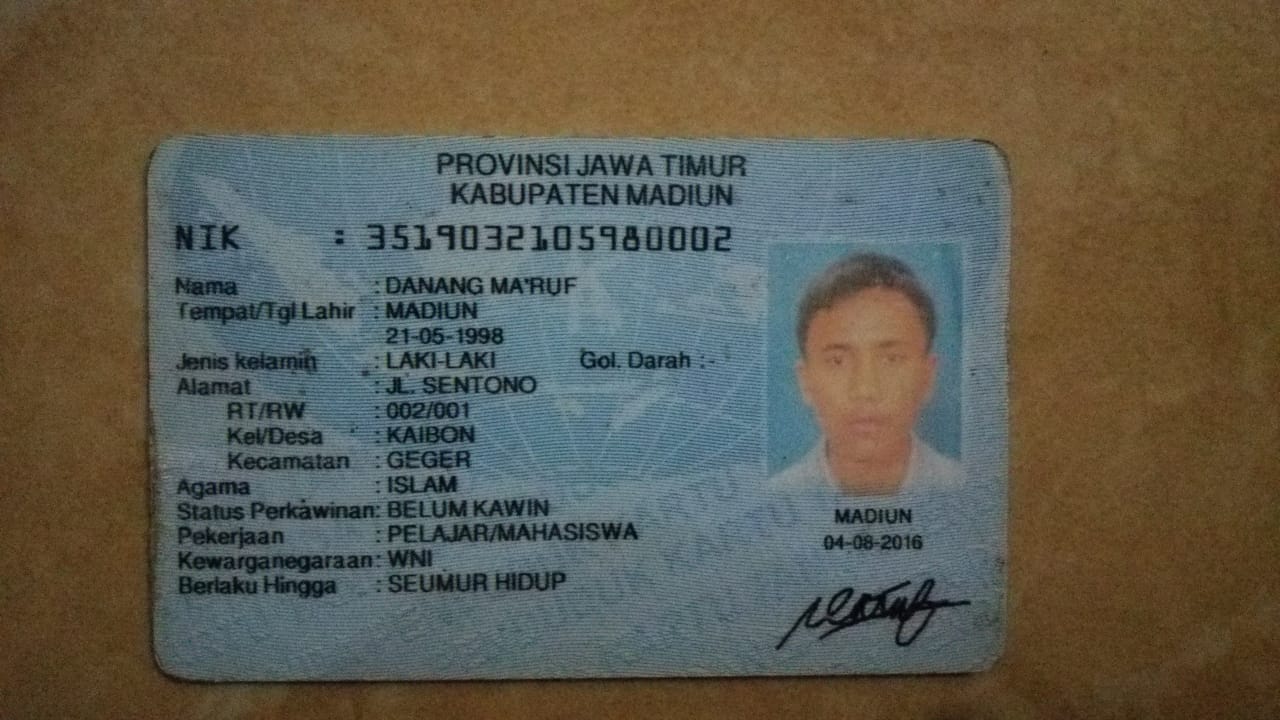 PROVINSI JAWA TIMUR
KABUPATEN MADIUN
NIK : 3519032105980002
Nama : DANANG MA'RUF
Tempat/Tgl Lahir : MADIUN
21-05-1998
Jenis kelamin : LAKI-LAKI Gol. Darah :-
Alamat : JL. SENTONO
RT/RW : 002/001
Kel/Desa : KAIBON
Kecamatan : GEGER
Agama : ISLAM
Status Perkawinan: BELUM KAWIN
Pekerjaan : PELAJAR/MAHASISWA
Kewarganegaraan: WNI
Berlaku Hingga : SEUMUR HIDUP
MADIUN
04-08-2016